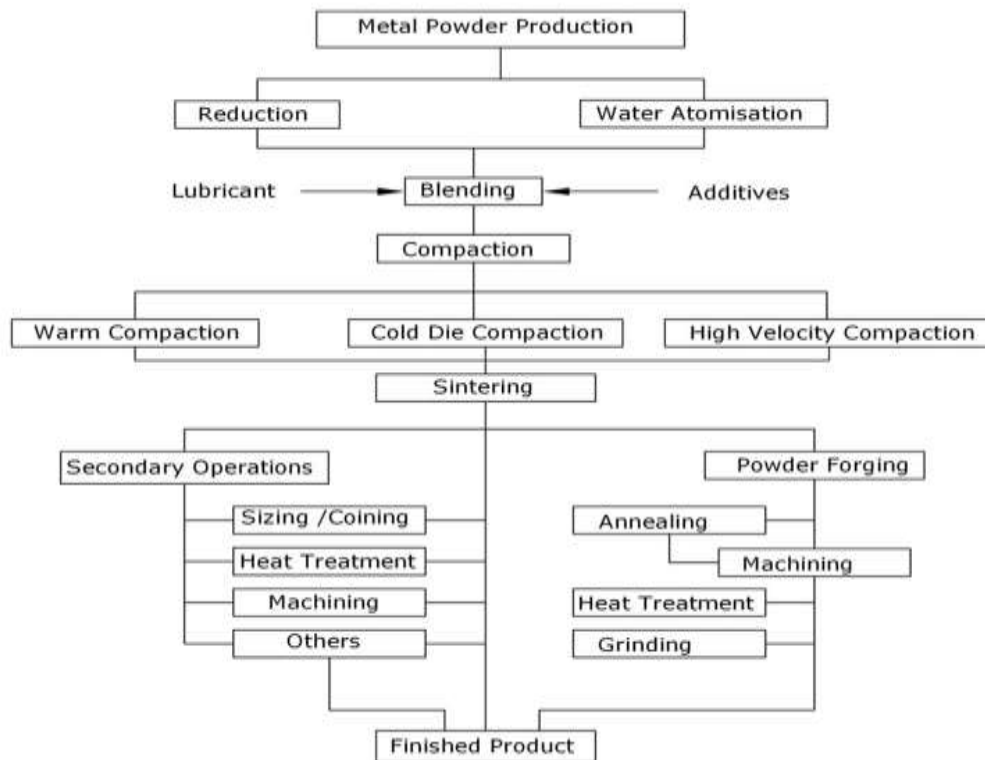 Metal Powder Production
Reduction
Water Atomisation
Lubricant
Blending
Additives
Compaction
Warm Compaction
Cold Die Compaction
High Velocity Compaction
Sintering
Secondary Operations
Powder Forging
Sizing /Coining
Annealing
Heat Treatment
Machining
Machining
Heat Treatment
Others
Grinding
Finished Product